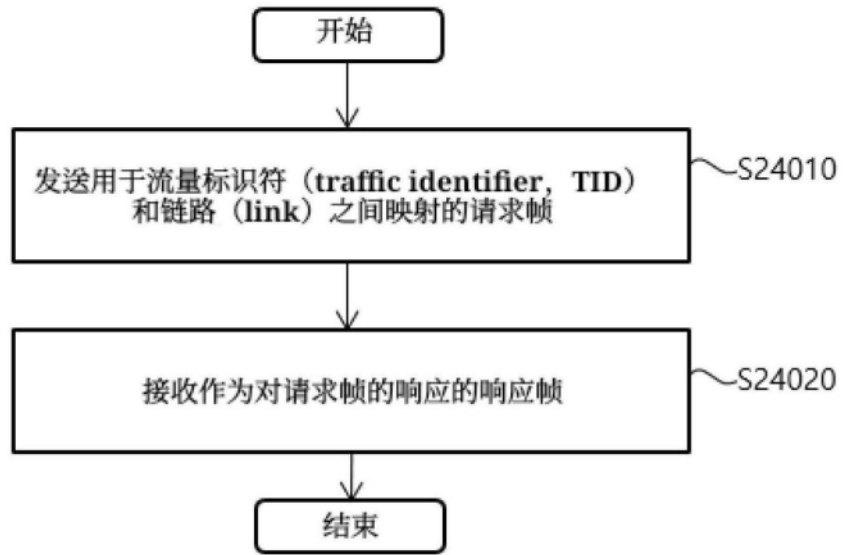 开始
发送用于流量标识符（traffic identifier，TID）
和链路（link）之间映射的请求帧
S24010
接收作为对请求帧的响应的响应帧
S24020
结束